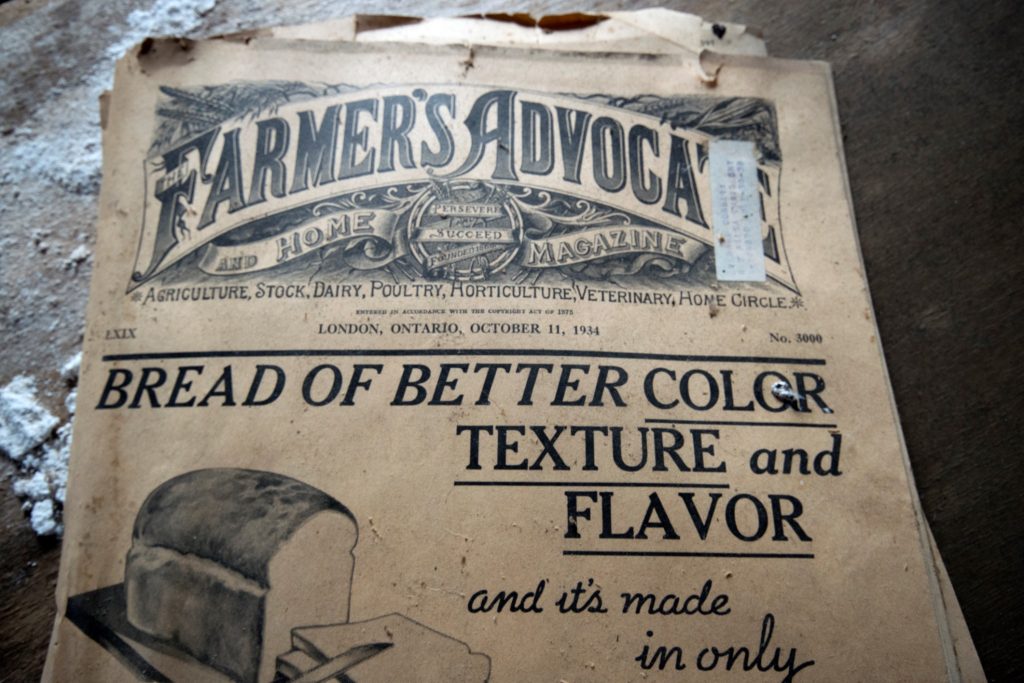 THE
FARMER'S ADVOCATE
PERSEVERE
AND
SUCCEED
AND HOME MAGAZINE
*AGRICULTURE, STOCK, DAIRY, POULTRY, HORTICULTURE, VETERINARY, HOME CIRCLE.*
ENTERED IN ACCORDANCE WITH THE COPYRIGHT ACT OF 1875
LXIX LONDON, ONTARIO, OCTOBER 11, 1934 No. 3000
BREAD OF BETTER COLOR
TEXTURE and
FLAVOR
and it's made
in only